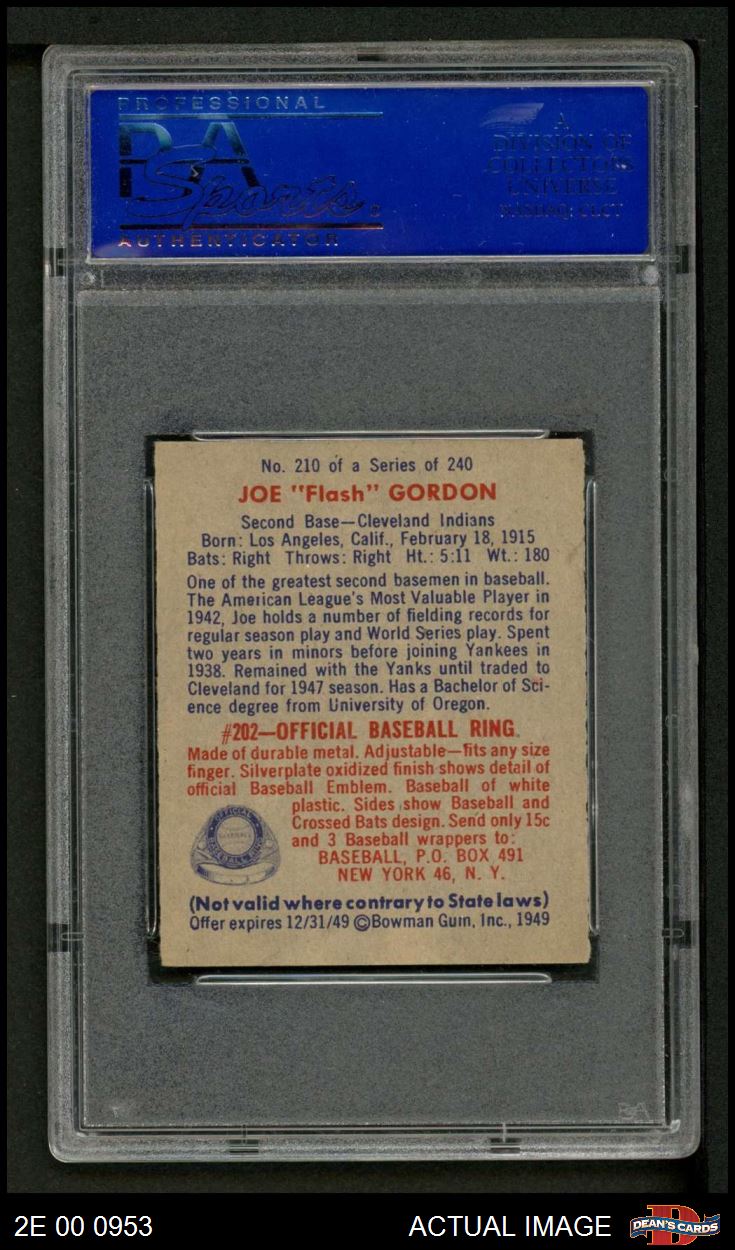 PROFESSIONAL
PSA
Sports
AUTHENTICATOR
A
DIVISION OF
COLLECTORS
UNIVERSE
NASDAQ: CLCT
No. 210 of a Series of 240
JOE "Flash" GORDON
Second Base—Cleveland Indians
Born: Los Angeles, Calif., February 18, 1915
Bats: Right Throws: Right Ht.: 5:11 Wt.: 180
One of the greatest second basemen in baseball.
The American League's Most Valuable Player in
1942, Joe holds a number of fielding records for
regular season play and World Series play. Spent
two years in minors before joining Yankees in
1938. Remained with the Yanks until traded to
Cleveland for 1947 season. Has a Bachelor of Sci-
ence degree from University of Oregon.
#202—OFFICIAL BASEBALL RING
Made of durable metal. Adjustable—fits any size
finger. Silverplate oxidized finish shows detail of
official Baseball Emblem. Baseball of white
plastic. Sides show Baseball and
Crossed Bats design. Send only 15c
and 3 Baseball wrappers to:
BASEBALL, P.O. BOX 491
NEW YORK 46, N. Y.
OFFICIAL
BASEBALL RING
(Not valid where contrary to State laws)
Offer expires 12/31/49 ©Bowman Gum, Inc., 1949
PSA
2E 00 0953
ACTUAL IMAGE
DEAN'S CARDS